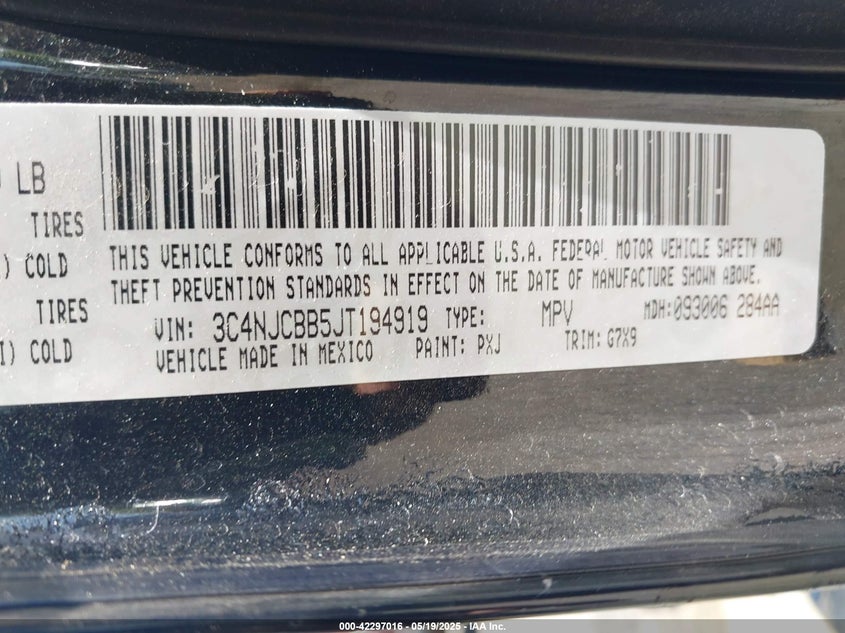 LB
TIRES
) COLD
TIRES
I) COLD
THIS VEHICLE CONFORMS TO ALL APPLICABLE U.S.A. FEDERAL MOTOR VEHICLE SAFETY AND
THEFT PREVENTION STANDARDS IN EFFECT ON THE DATE OF MANUFACTURE SHOWN ABOVE.
VIN: 3C4NJCBB5JT194919 TYPE: MPV MDH:093006 284AA
VEHICLE MADE IN MEXICO PAINT: PXJ TRIM: G7X9
000-42297016 - 05/19/2025 - IAA Inc.